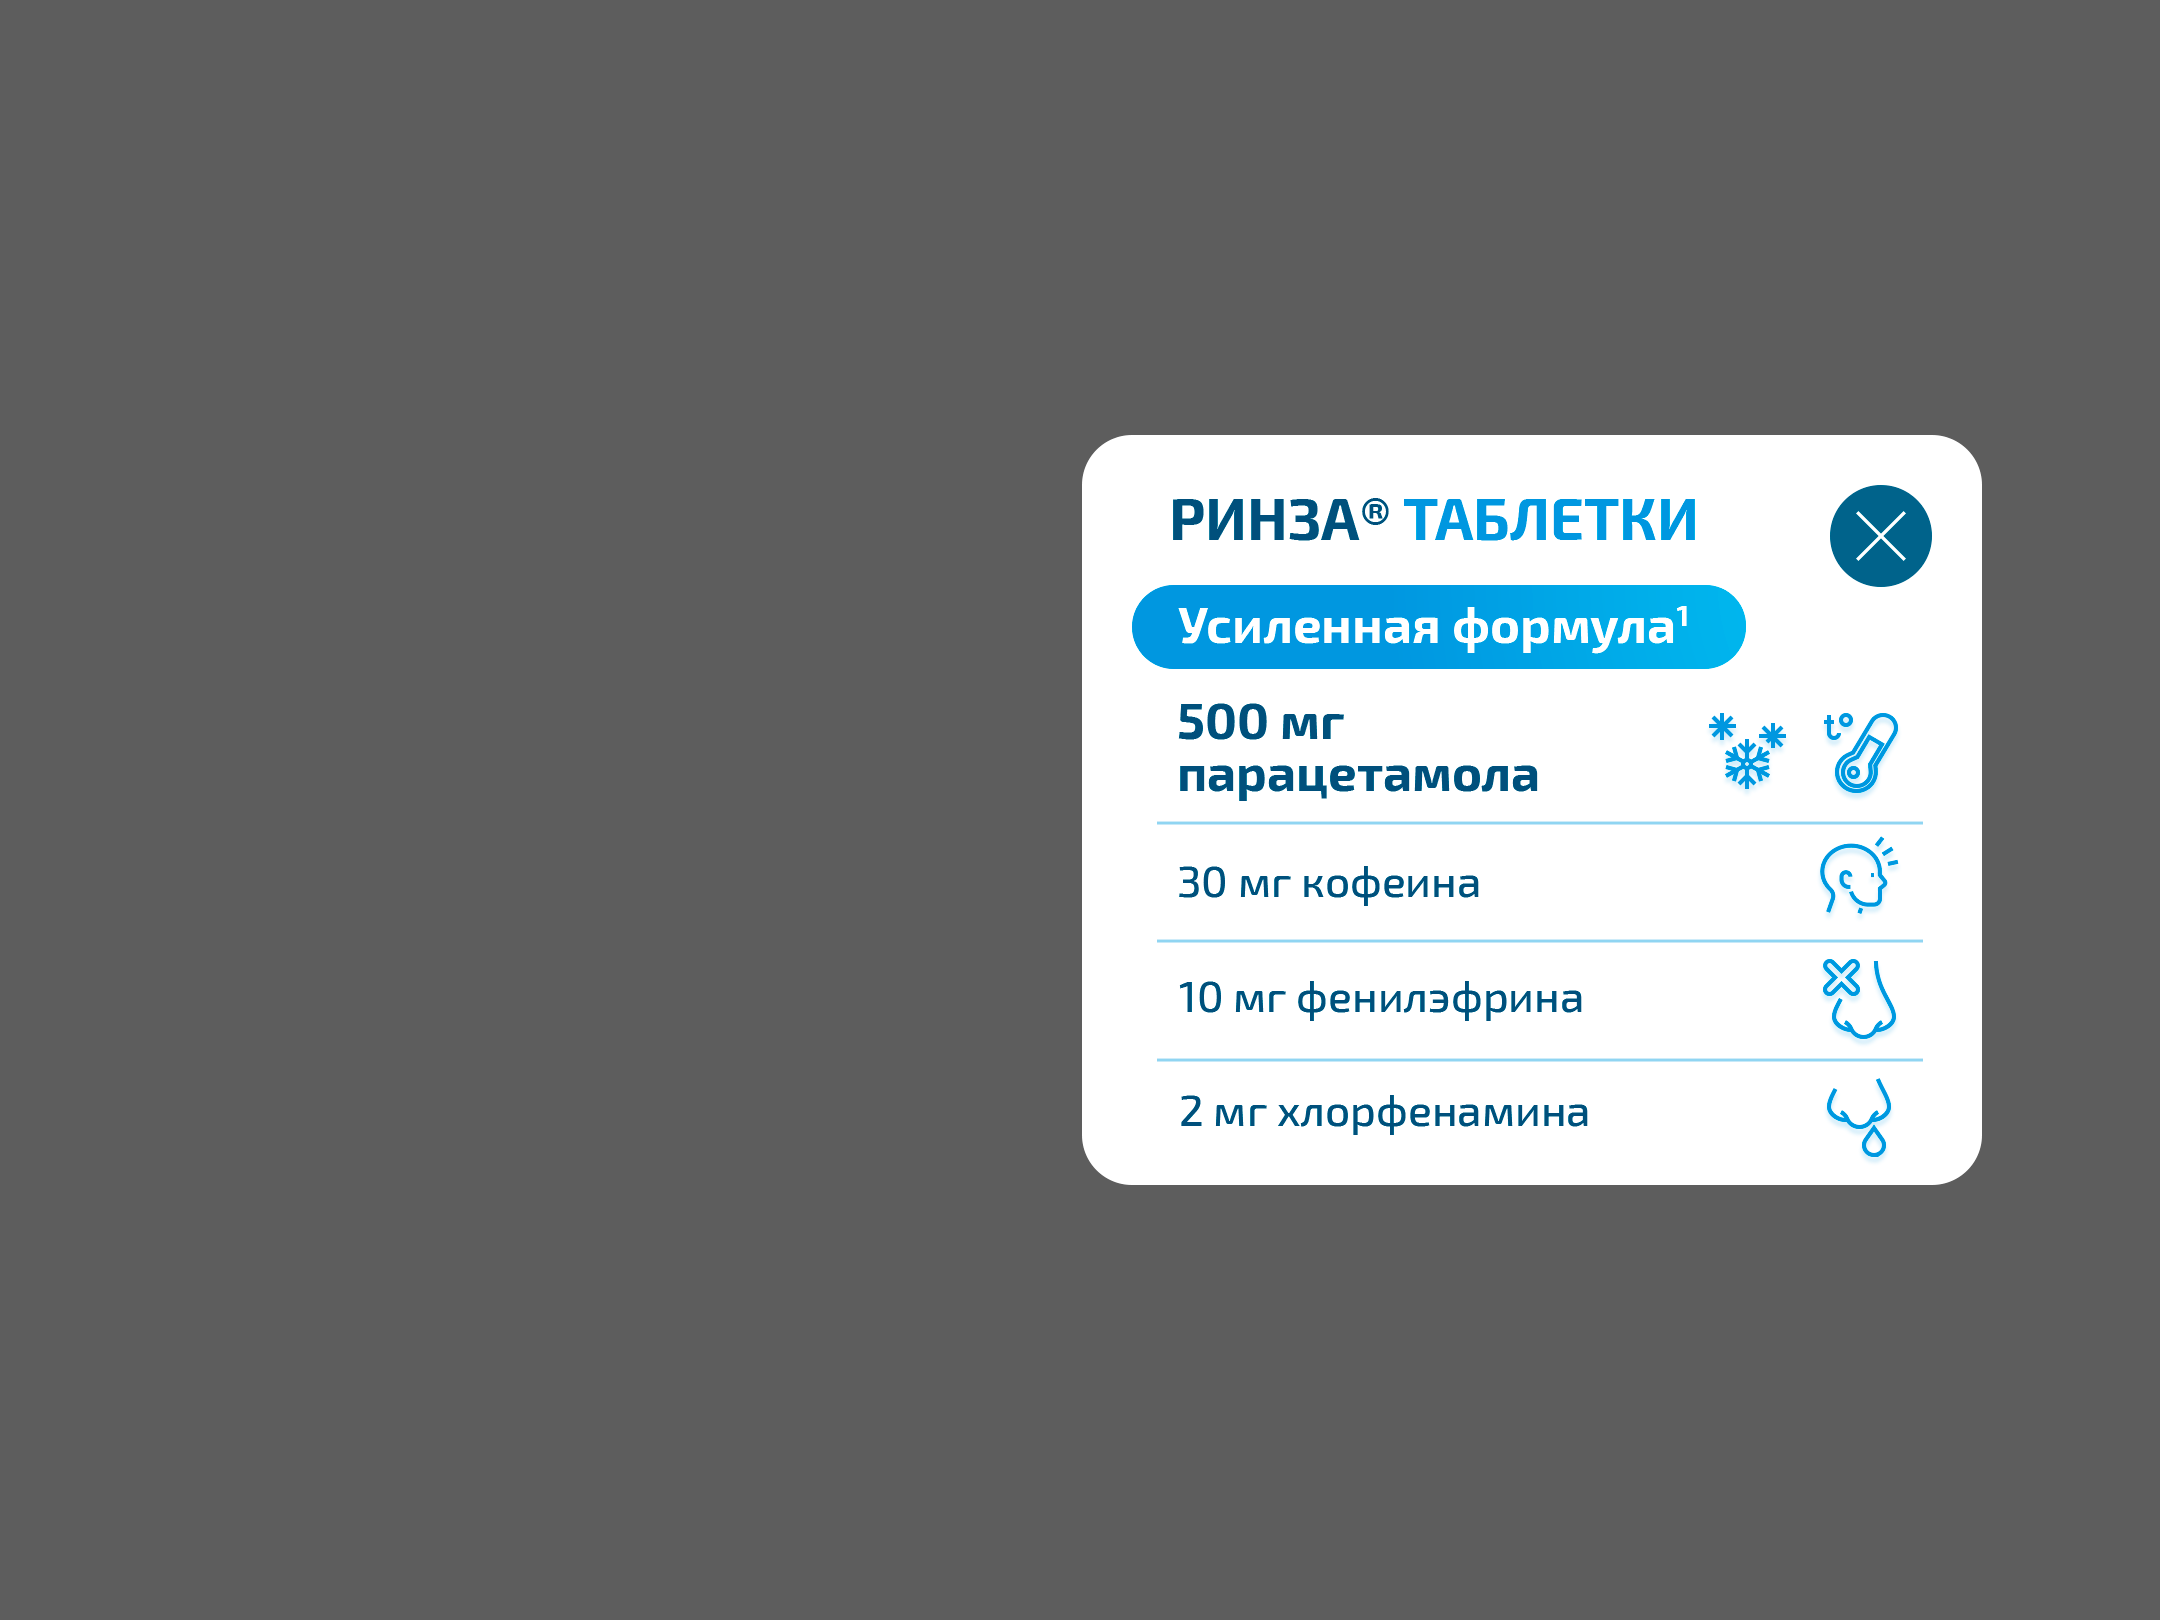 РИНЗА® ТАБЛЕТКИ
Усиленная формула¹
500 мг
парацетамола
t°
30 мг кофеина
10 мг фенилэфрина
2 мг хлорфенамина